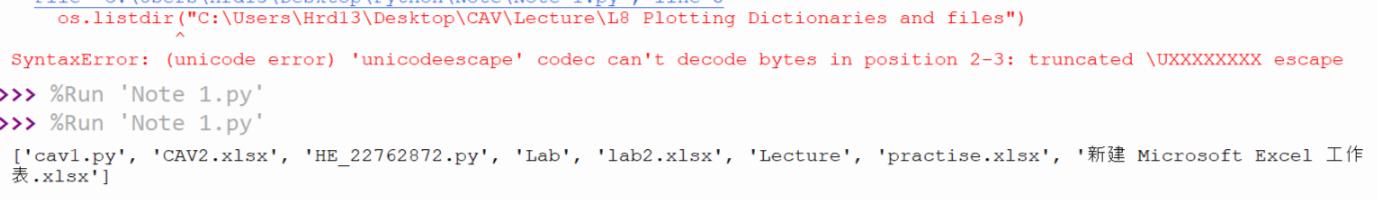 os.listdir("C:\Users\Hrd13\Desktop\CAV\Lecture\L8 Plotting Dictionaries and files")
^
SyntaxError: (unicode error) 'unicodeescape' codec can't decode bytes in position 2-3: truncated \UXXXXXXXX escape
>>> %Run 'Note 1.py'
>>> %Run 'Note 1.py'
['cav1.py', 'CAV2.xlsx', 'HE_22762872.py', 'Lab', 'lab2.xlsx', 'Lecture', 'practise.xlsx', '新建 Microsoft Excel 工作
表.xlsx']